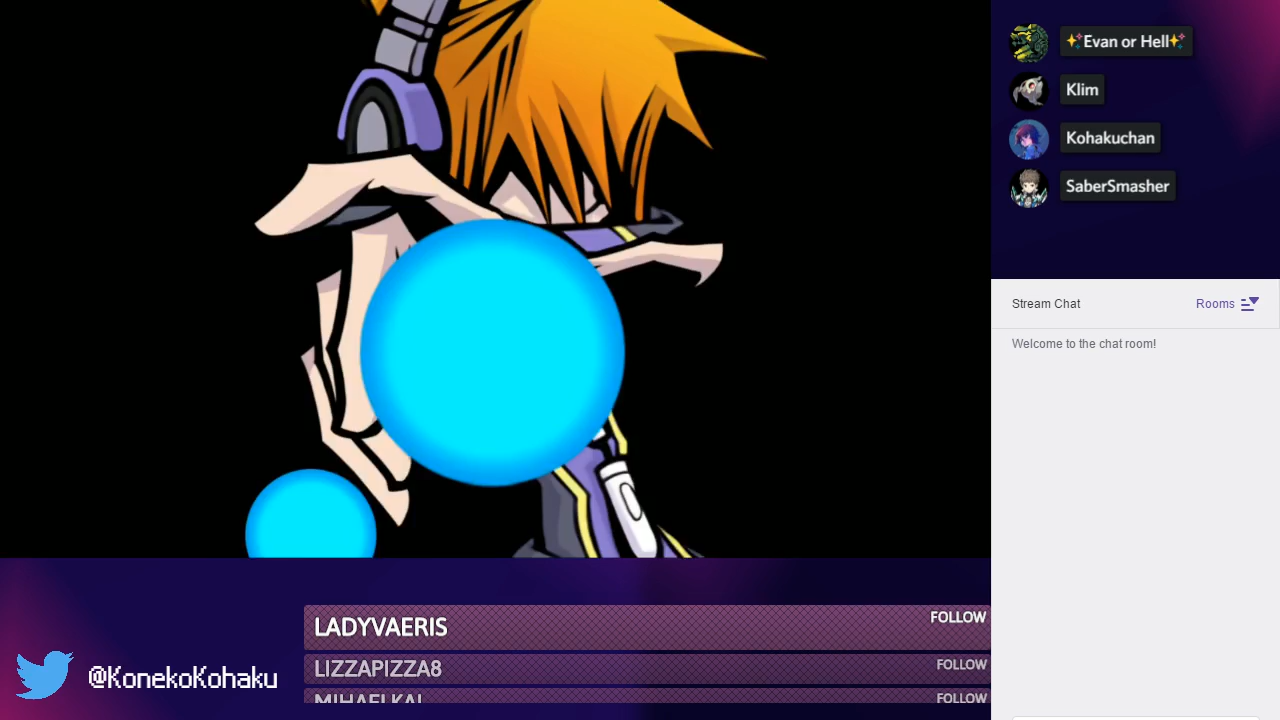 ✨Evan or Hell✨
Klim
Kohakuchan
SaberSmasher
Stream Chat
Rooms
Welcome to the chat room!
LADYVAERIS
FOLLOW
LIZZAPIZZA8
FOLLOW
MIHAELKAL
FOLLOW
@KonekoKohaku